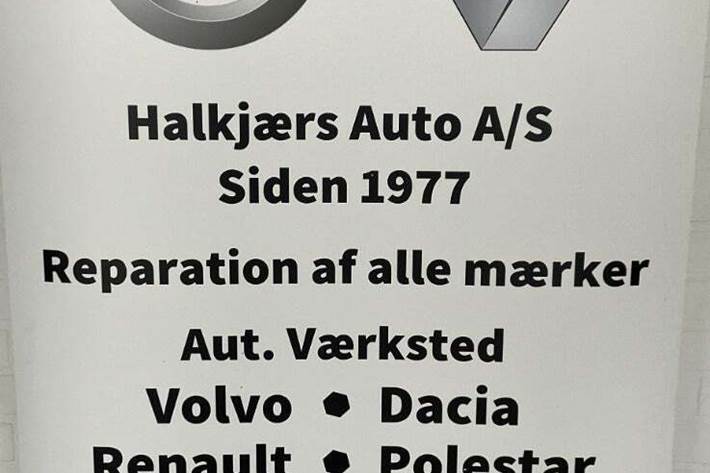 Halkjærs Auto A/S
Siden 1977
Reparation af alle mærker
Aut. Værksted
Volvo ⬢ Dacia
Renault ⬢ Polestar